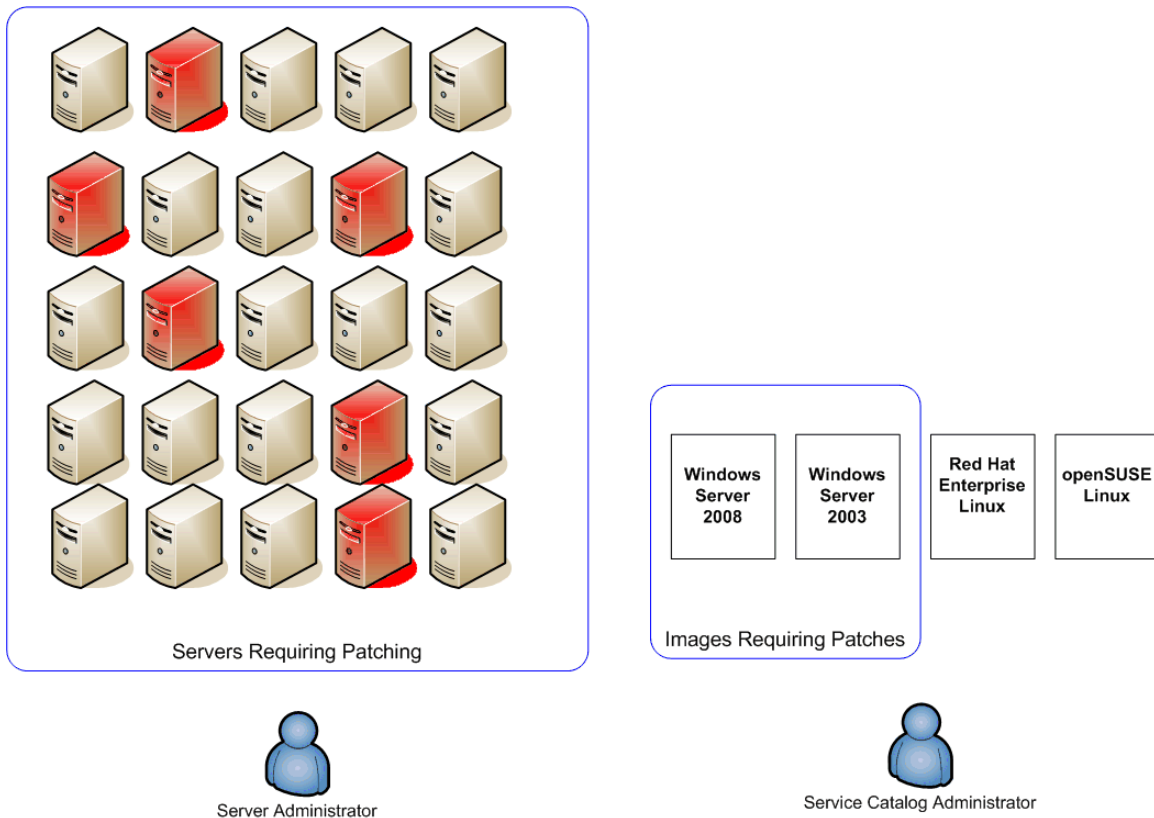 Windows
Server
2008
Windows
Server
2003
Red Hat
Enterprise
Linux
openSUSE
Linux
Servers Requiring Patching
Images Requiring Patches
Server Administrator
Service Catalog Administrator